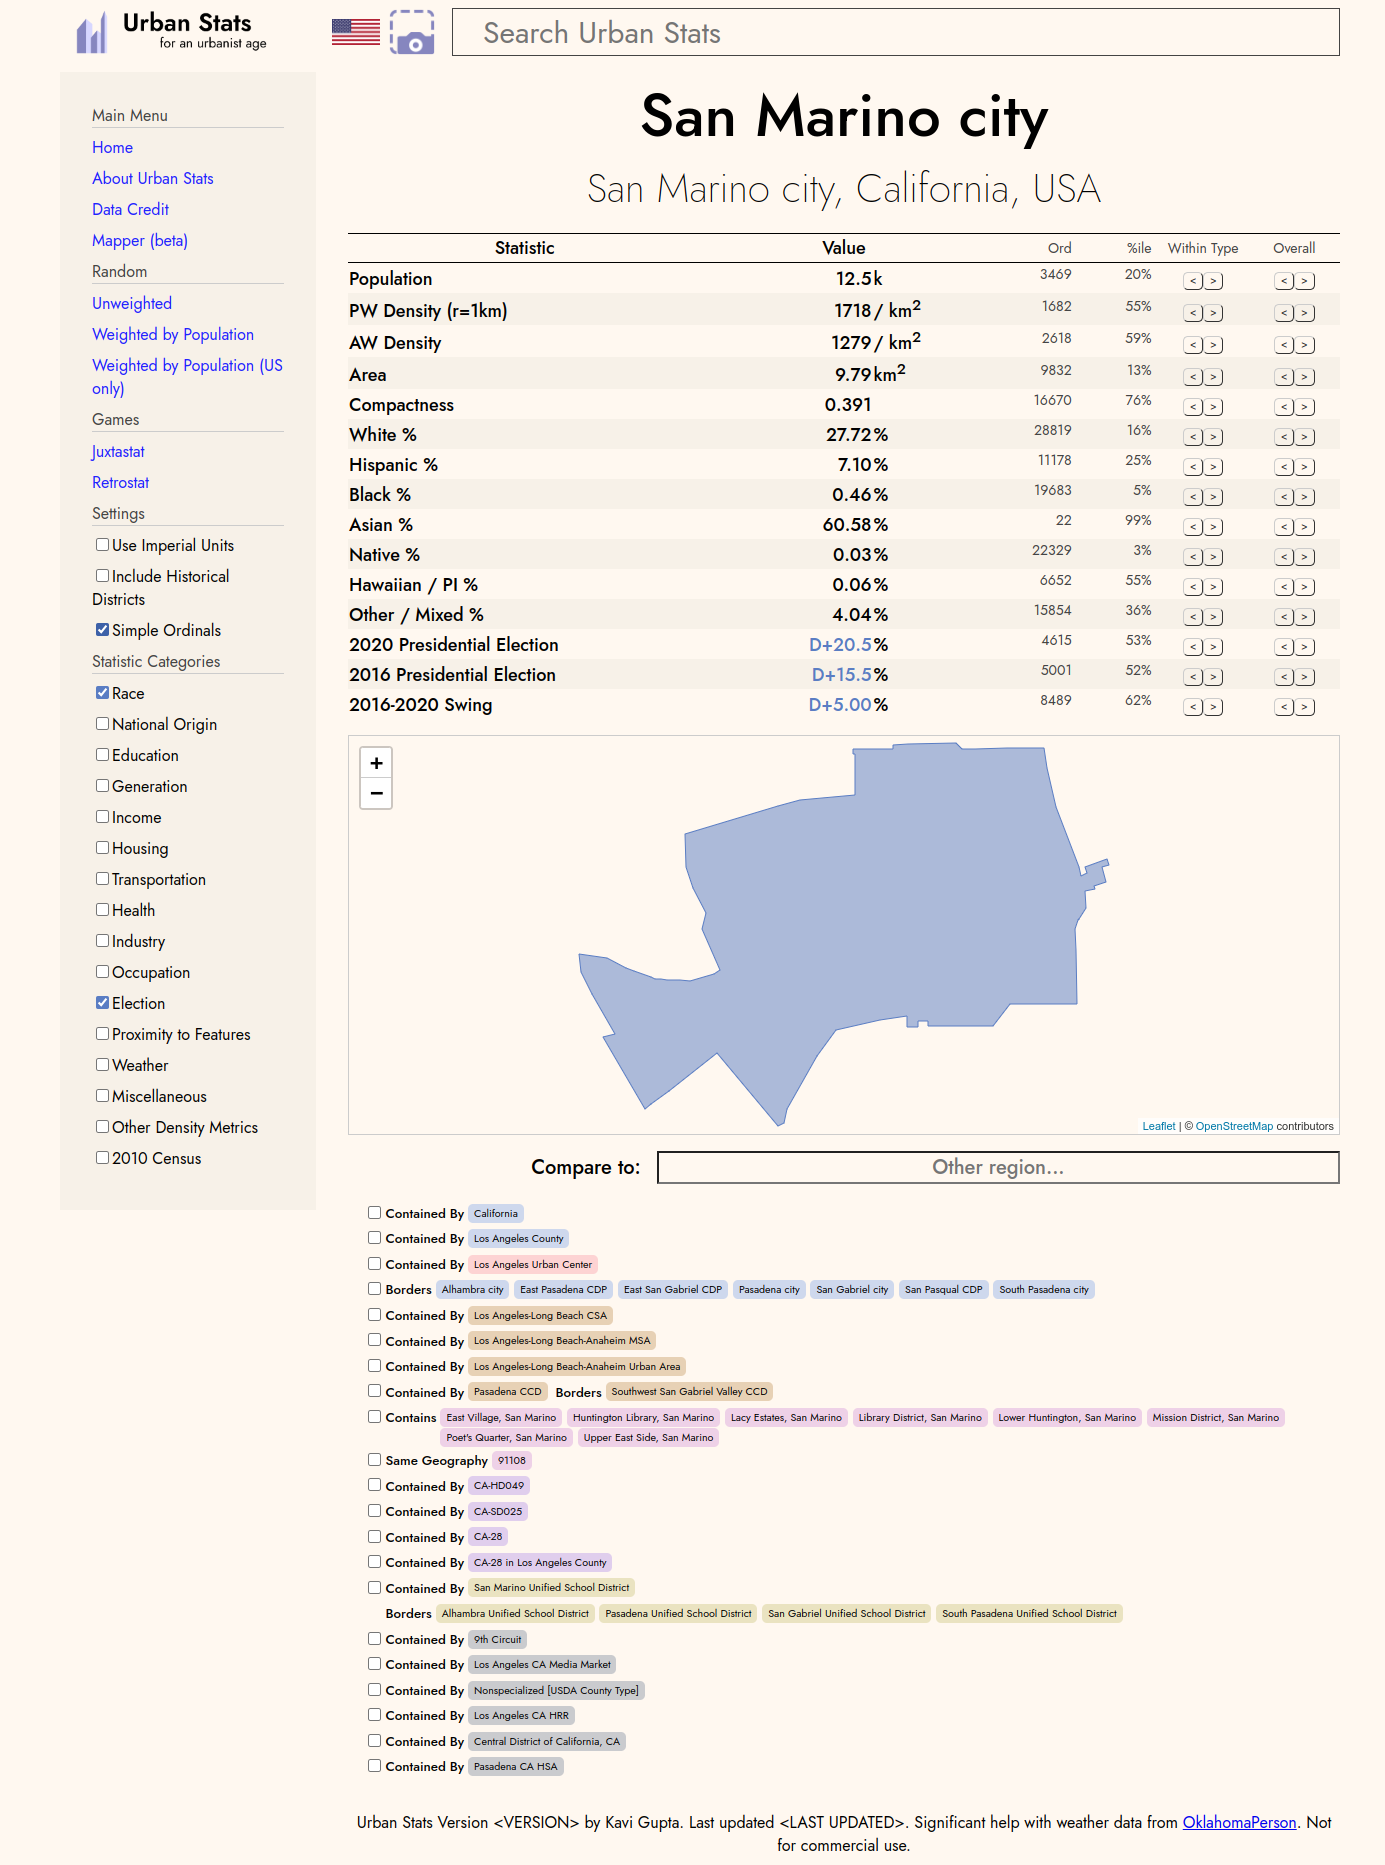 Urban Stats
for an urbanist age
Search Urban Stats
Main Menu
Home
About Urban Stats
Data Credit
Mapper (beta)
Random
Unweighted
Weighted by Population
Weighted by Population (US
only)
Games
Juxtastat
Retrostat
Settings
Use Imperial Units
Include Historical
Districts
Simple Ordinals
Statistic Categories
Race
National Origin
Education
Generation
Income
Housing
Transportation
Health
Industry
Occupation
Election
Proximity to Features
Weather
Miscellaneous
Other Density Metrics
2010 Census
San Marino city
San Marino city, California, USA
Statistic Value Ord %ile Within Type Overall
Population 12.5k 3469 20% < > < >
PW Density (r=1km) 1718 / km² 1682 55% < > < >
AW Density 1279 / km² 2618 59% < > < >
Area 9.79 km² 9832 13% < > < >
Compactness 0.391 16670 76% < > < >
White % 27.72% 28819 16% < > < >
Hispanic % 7.10% 11178 25% < > < >
Black % 0.46% 19683 5% < > < >
Asian % 60.58% 22 99% < > < >
Native % 0.03% 22329 3% < > < >
Hawaiian / PI % 0.06% 6652 55% < > < >
Other / Mixed % 4.04% 15854 36% < > < >
2020 Presidential Election D+20.5% 4615 53% < > < >
2016 Presidential Election D+15.5% 5001 52% < > < >
2016-2020 Swing D+5.00% 8489 62% < > < >
+
−
Leaflet | © OpenStreetMap contributors
Compare to: Other region...
Contained By California
Contained By Los Angeles County
Contained By Los Angeles Urban Center
Borders Alhambra city East Pasadena CDP East San Gabriel CDP Pasadena city San Gabriel city San Pasqual CDP South Pasadena city
Contained By Los Angeles-Long Beach CSA
Contained By Los Angeles-Long Beach-Anaheim MSA
Contained By Los Angeles-Long Beach-Anaheim Urban Area
Contained By Pasadena CCD Borders Southwest San Gabriel Valley CCD
Contains East Village, San Marino Huntington Library, San Marino Lacy Estates, San Marino Library District, San Marino Lower Huntington, San Marino Mission District, San Marino
Poet's Quarter, San Marino Upper East Side, San Marino
Same Geography 91108
Contained By CA-HD049
Contained By CA-SD025
Contained By CA-28
Contained By CA-28 in Los Angeles County
Contained By San Marino Unified School District
Borders Alhambra Unified School District Pasadena Unified School District San Gabriel Unified School District South Pasadena Unified School District
Contained By 9th Circuit
Contained By Los Angeles CA Media Market
Contained By Nonspecialized [USDA County Type]
Contained By Los Angeles CA HRR
Contained By Central District of California, CA
Contained By Pasadena CA HSA
Urban Stats Version <VERSION> by Kavi Gupta. Last updated <LAST UPDATED>. Significant help with weather data from OklahomaPerson. Not
for commercial use.